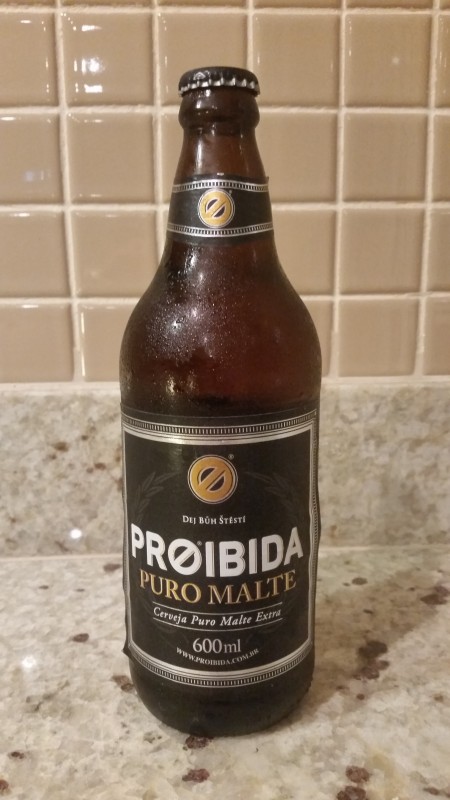 DEJ BŮH ŠTĚSTÍ
PRØIBIDA
PURO MALTE
Cerveja Puro Malte Extra
600ml
WWW.PROIBIDA.COM.BR